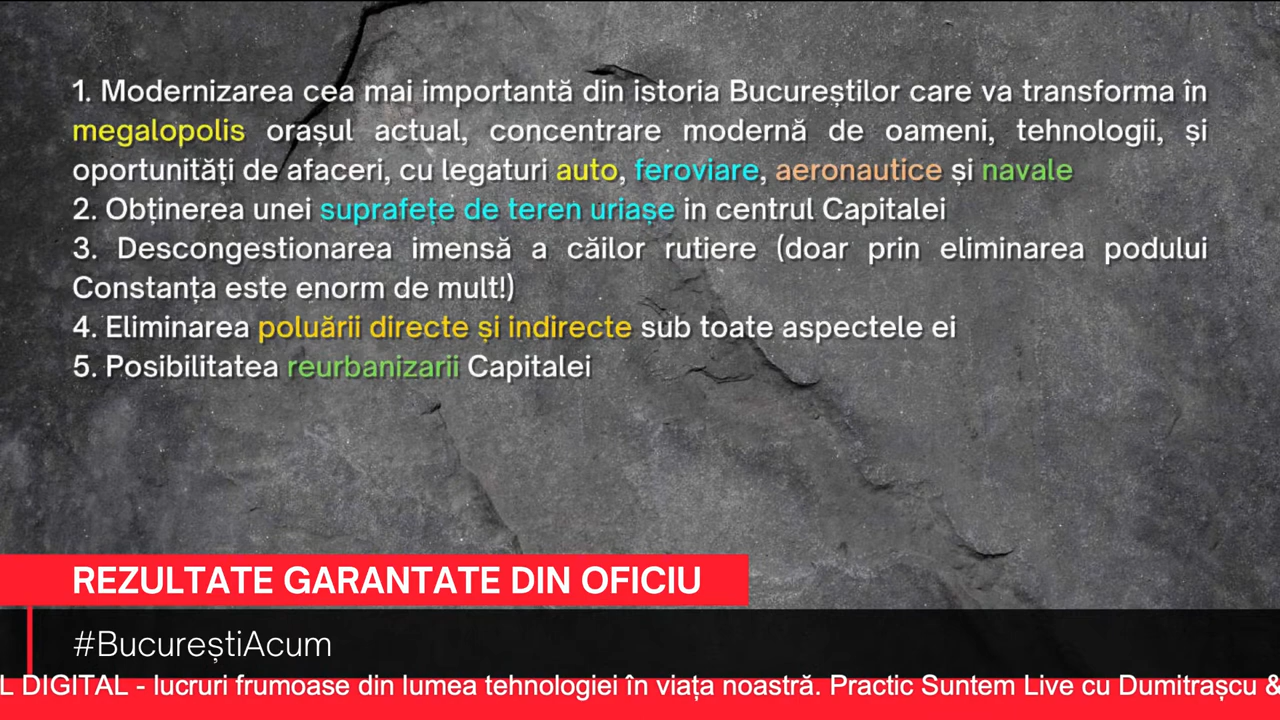 1. Modernizarea cea mai importantă din istoria Bucureștilor care va transforma în
megalopolis orașul actual, concentrare modernă de oameni, tehnologii, și
oportunități de afaceri, cu legaturi auto, feroviare, aeronautice și navale
2. Obținerea unei suprafețe de teren uriașe in centrul Capitalei
3. Descongestionarea imensă a căilor rutiere (doar prin eliminarea podului
Constanța este enorm de mult!)
4. Eliminarea poluării directe și indirecte sub toate aspectele ei
5. Posibilitatea reurbanizarii Capitalei
REZULTATE GARANTATE DIN OFICIU
#BucureștiAcum
L DIGITAL - lucruri frumoase din lumea tehnologiei în viața noastră. Practic Suntem Live cu Dumitrașcu &